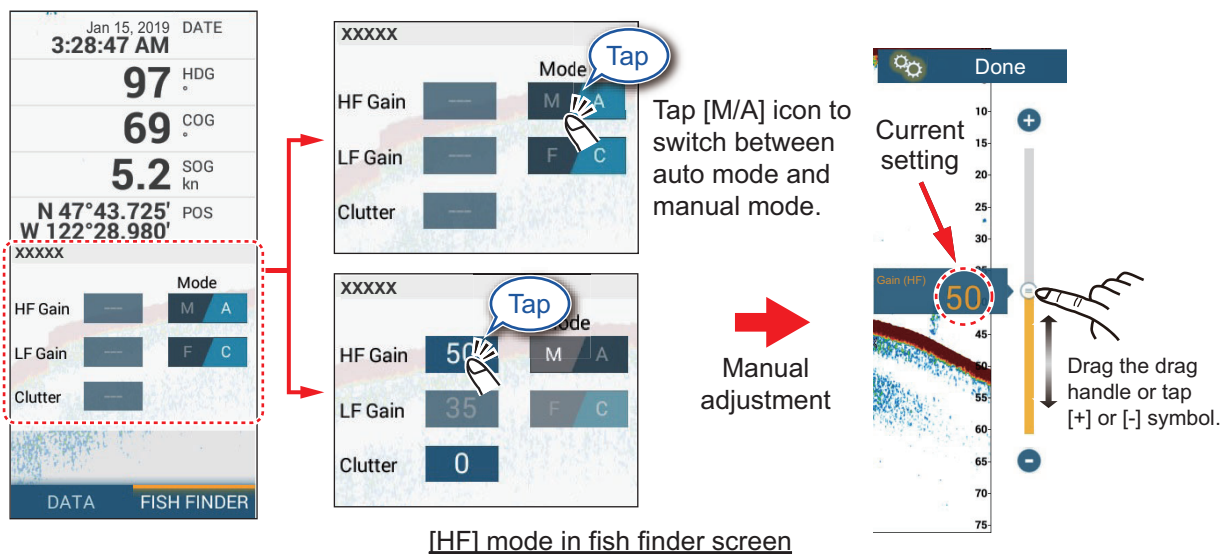 Jan 15, 2019 DATE
3:28:47 AM
97 HDG
°
69 COG
°
5.2 SOG
kn
N 47°43.725' POS
W 122°28.980'
XXXXX
Mode
HF Gain --- M A
LF Gain --- F C
Clutter ---
DATA FISH FINDER
XXXXX
Tap
Mode
HF Gain --- M A
LF Gain --- F C
Clutter ---
Tap [M/A] icon to
switch between
auto mode and
manual mode.
XXXXX
Tap
ode
HF Gain 50 M A
LF Gain 35 F C
Clutter 0
Manual
adjustment
Done
Current
setting
10
15
20
25
30
35
Gain (HF) 50
45
50
55
60
65
70
75
Drag the drag
handle or tap
[+] or [-] symbol.
[HF] mode in fish finder screen